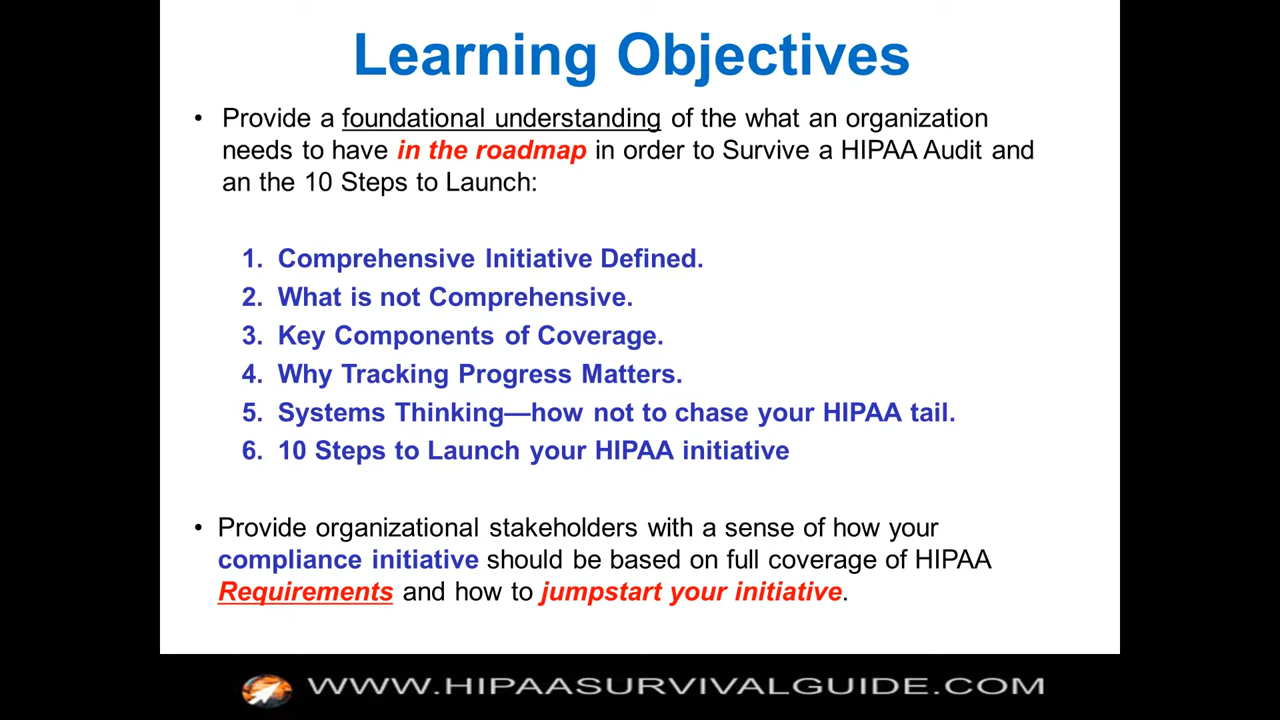 Learning Objectives
• Provide a foundational understanding of the what an organization
needs to have in the roadmap in order to Survive a HIPAA Audit and
an the 10 Steps to Launch:
1. Comprehensive Initiative Defined.
2. What is not Comprehensive.
3. Key Components of Coverage.
4. Why Tracking Progress Matters.
5. Systems Thinking—how not to chase your HIPAA tail.
6. 10 Steps to Launch your HIPAA initiative
• Provide organizational stakeholders with a sense of how your
compliance initiative should be based on full coverage of HIPAA
Requirements and how to jumpstart your initiative.
WWW.HIPAASURVIVALGUIDE.COM